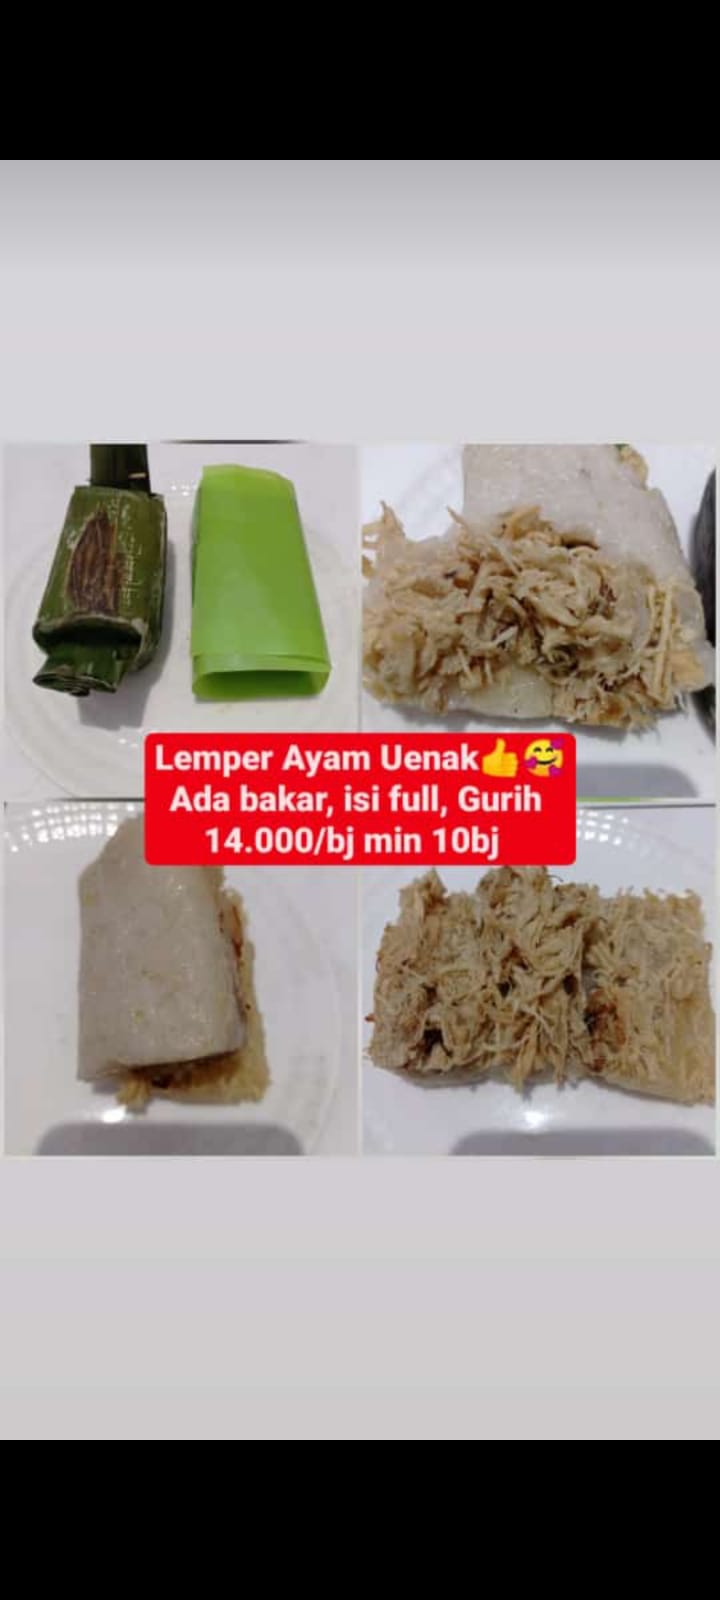 Lemper Ayam Uenak👍🥰
Ada bakar, isi full, Gurih
14.000/bj min 10bj